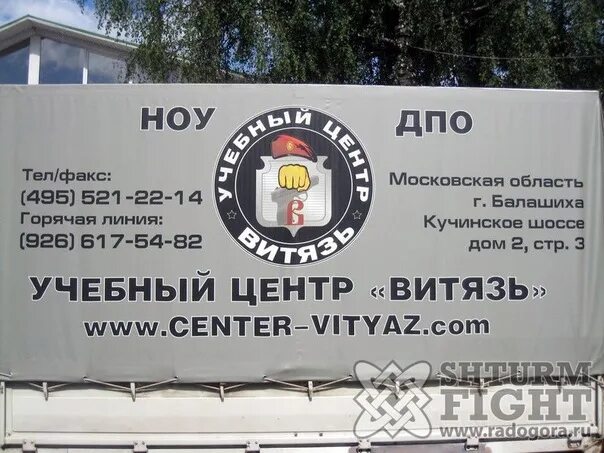 НОУ ДПО
УЧЕБНЫЙ ЦЕНТР
ВИТЯЗЬ
Тел/факс:
(495) 521-22-14
Горячая линия:
(926) 617-54-82
Московская область
г. Балашиха
Кучинское шоссе
дом 2, стр. 3
УЧЕБНЫЙ ЦЕНТР «ВИТЯЗЬ»
www.CENTER-VITYAZ.com
SHTURM
FIGHT
www.radogora.ru